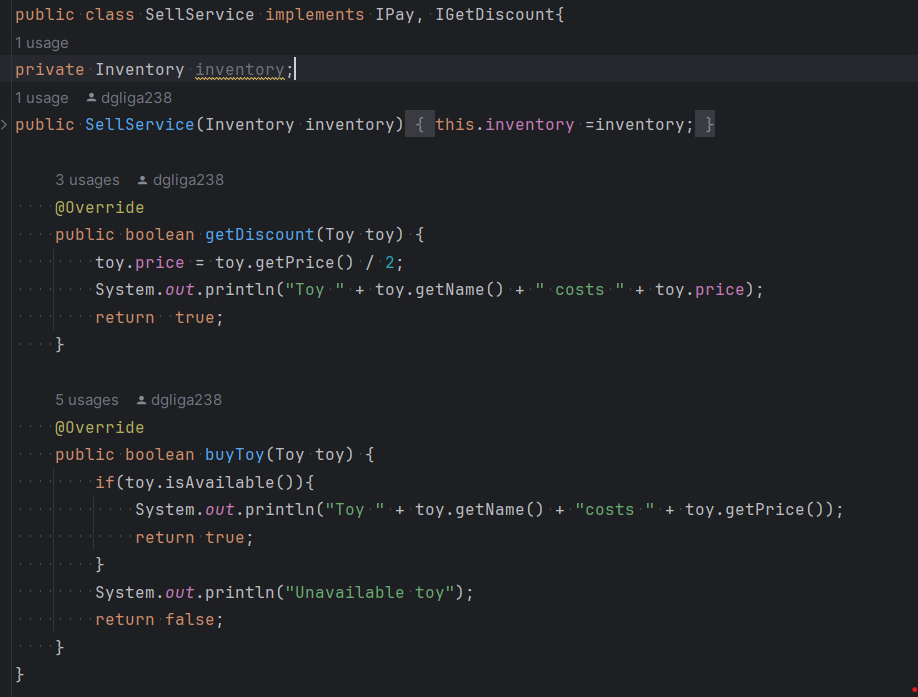 public class SellService implements IPay, IGetDiscount{
1 usage
private Inventory inventory;
1 usage dgliga238
public SellService(Inventory inventory) { this.inventory =inventory; }
3 usages dgliga238
@Override
public boolean getDiscount(Toy toy) {
toy.price = toy.getPrice() / 2;
System.out.println("Toy " + toy.getName() + " costs " + toy.price);
return  true;
}
5 usages dgliga238
@Override
public boolean buyToy(Toy toy) {
if(toy.isAvailable()){
System.out.println("Toy " + toy.getName() + "costs " + toy.getPrice());
return true;
}
System.out.println("Unavailable toy");
return false;
}
}